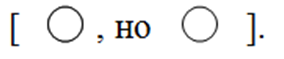 [ ◯ , но ◯ ].